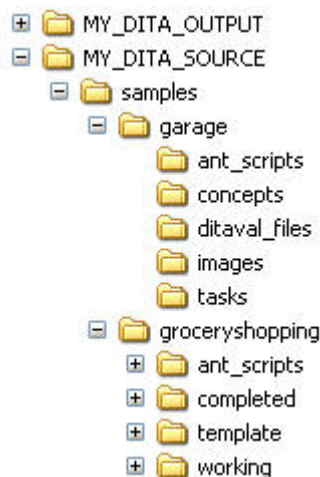 MY_DITA_OUTPUT
MY_DITA_SOURCE
samples
garage
ant_scripts
concepts
ditaval_files
images
tasks
groceryshopping
ant_scripts
completed
template
working